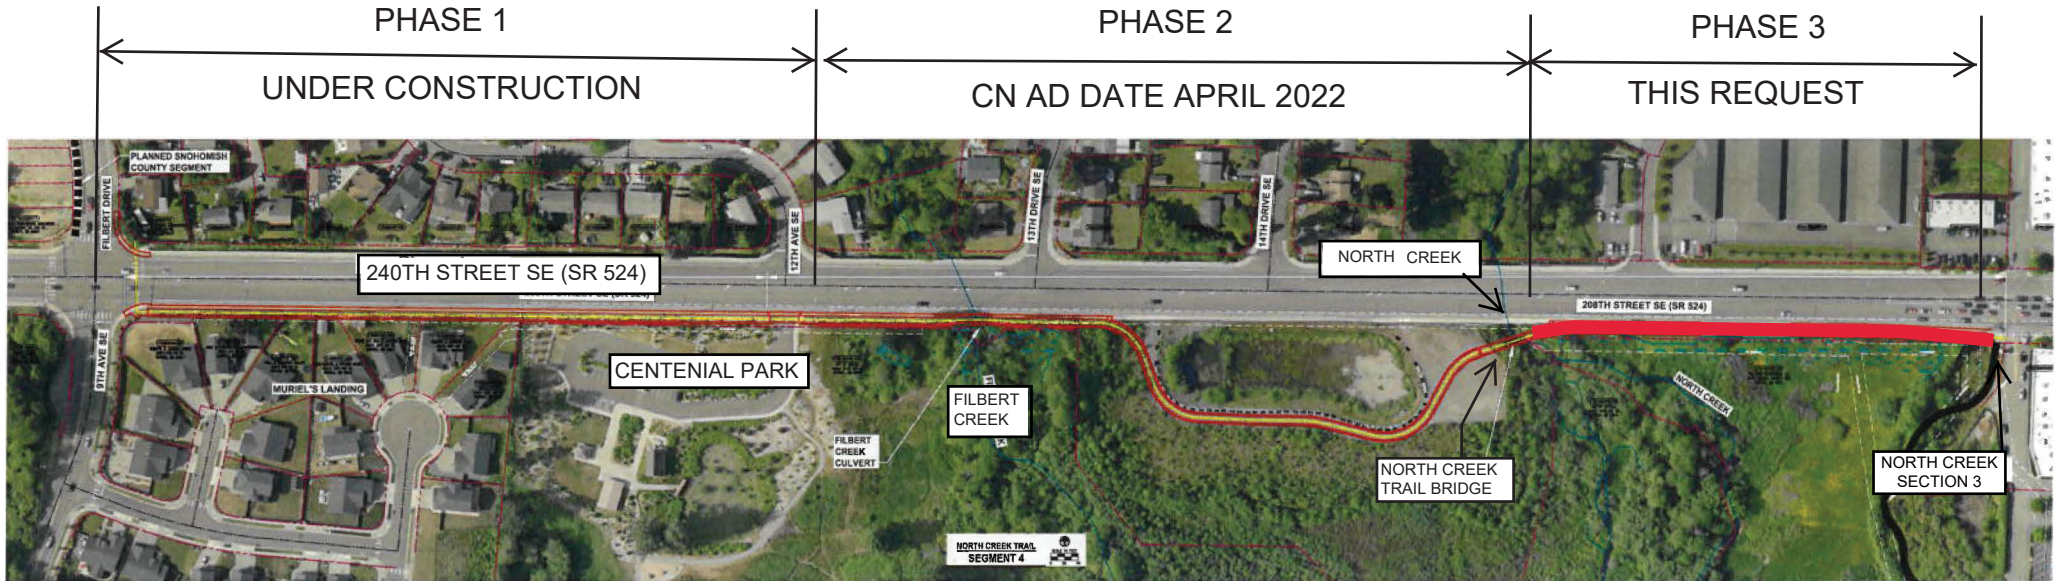 PHASE 1
PHASE 2
PHASE 3
UNDER CONSTRUCTION
CN AD DATE APRIL 2022
THIS REQUEST
PLANNED SNOHOMISH
COUNTY SEGMENT
FILBERT DRIVE
12TH AVE SE
13TH DRIVE SE
14TH DRIVE SE
240TH STREET SE (SR 524)
NORTH CREEK
208TH STREET SE (SR 524)
9TH AVE SE
MURIEL'S LANDING
CENTENIAL PARK
FILBERT
CREEK
FILBERT
CREEK
CULVERT
NORTH CREEK
TRAIL BRIDGE
NORTH CREEK
NORTH CREEK
SECTION 3
NORTH CREEK TRAIL
SEGMENT 4